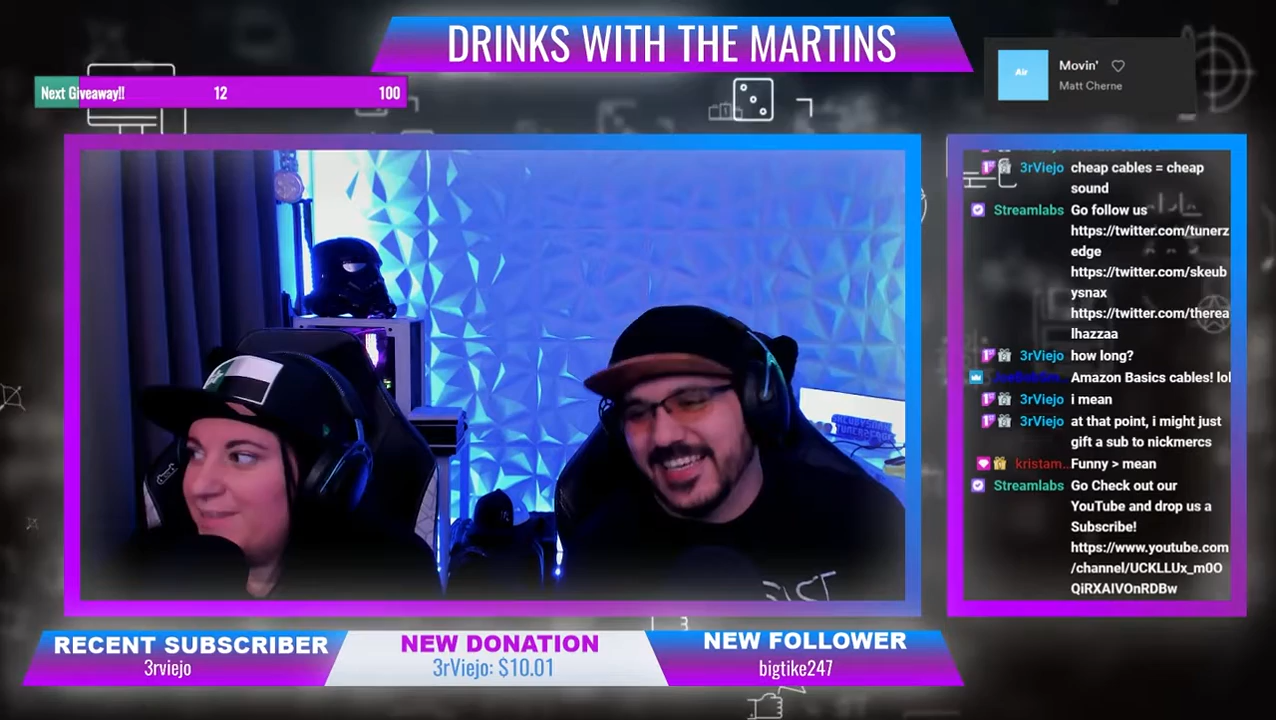 DRINKS WITH THE MARTINS
Next Giveaway!!
12
100
Air
Movin'
Matt Cherne
3rViejo cheap cables = cheap
sound
Streamlabs Go follow us
https://twitter.com/tunerz
edge
https://twitter.com/skeub
ysnax
https://twitter.com/therea
lhazzaa
3rViejo how long?
Amazon Basics cables! lol
3rViejo i mean
3rViejo at that point, i might just
gift a sub to nickmercs
kristam... Funny > mean
Streamlabs Go Check out our
YouTube and drop us a
Subscribe!
https://www.youtube.com
/channel/UCKLLUx_m0O
QiRXAIVOnRDBw
RECENT SUBSCRIBER
3rviejo
NEW DONATION
3rViejo: $10.01
NEW FOLLOWER
bigtike247